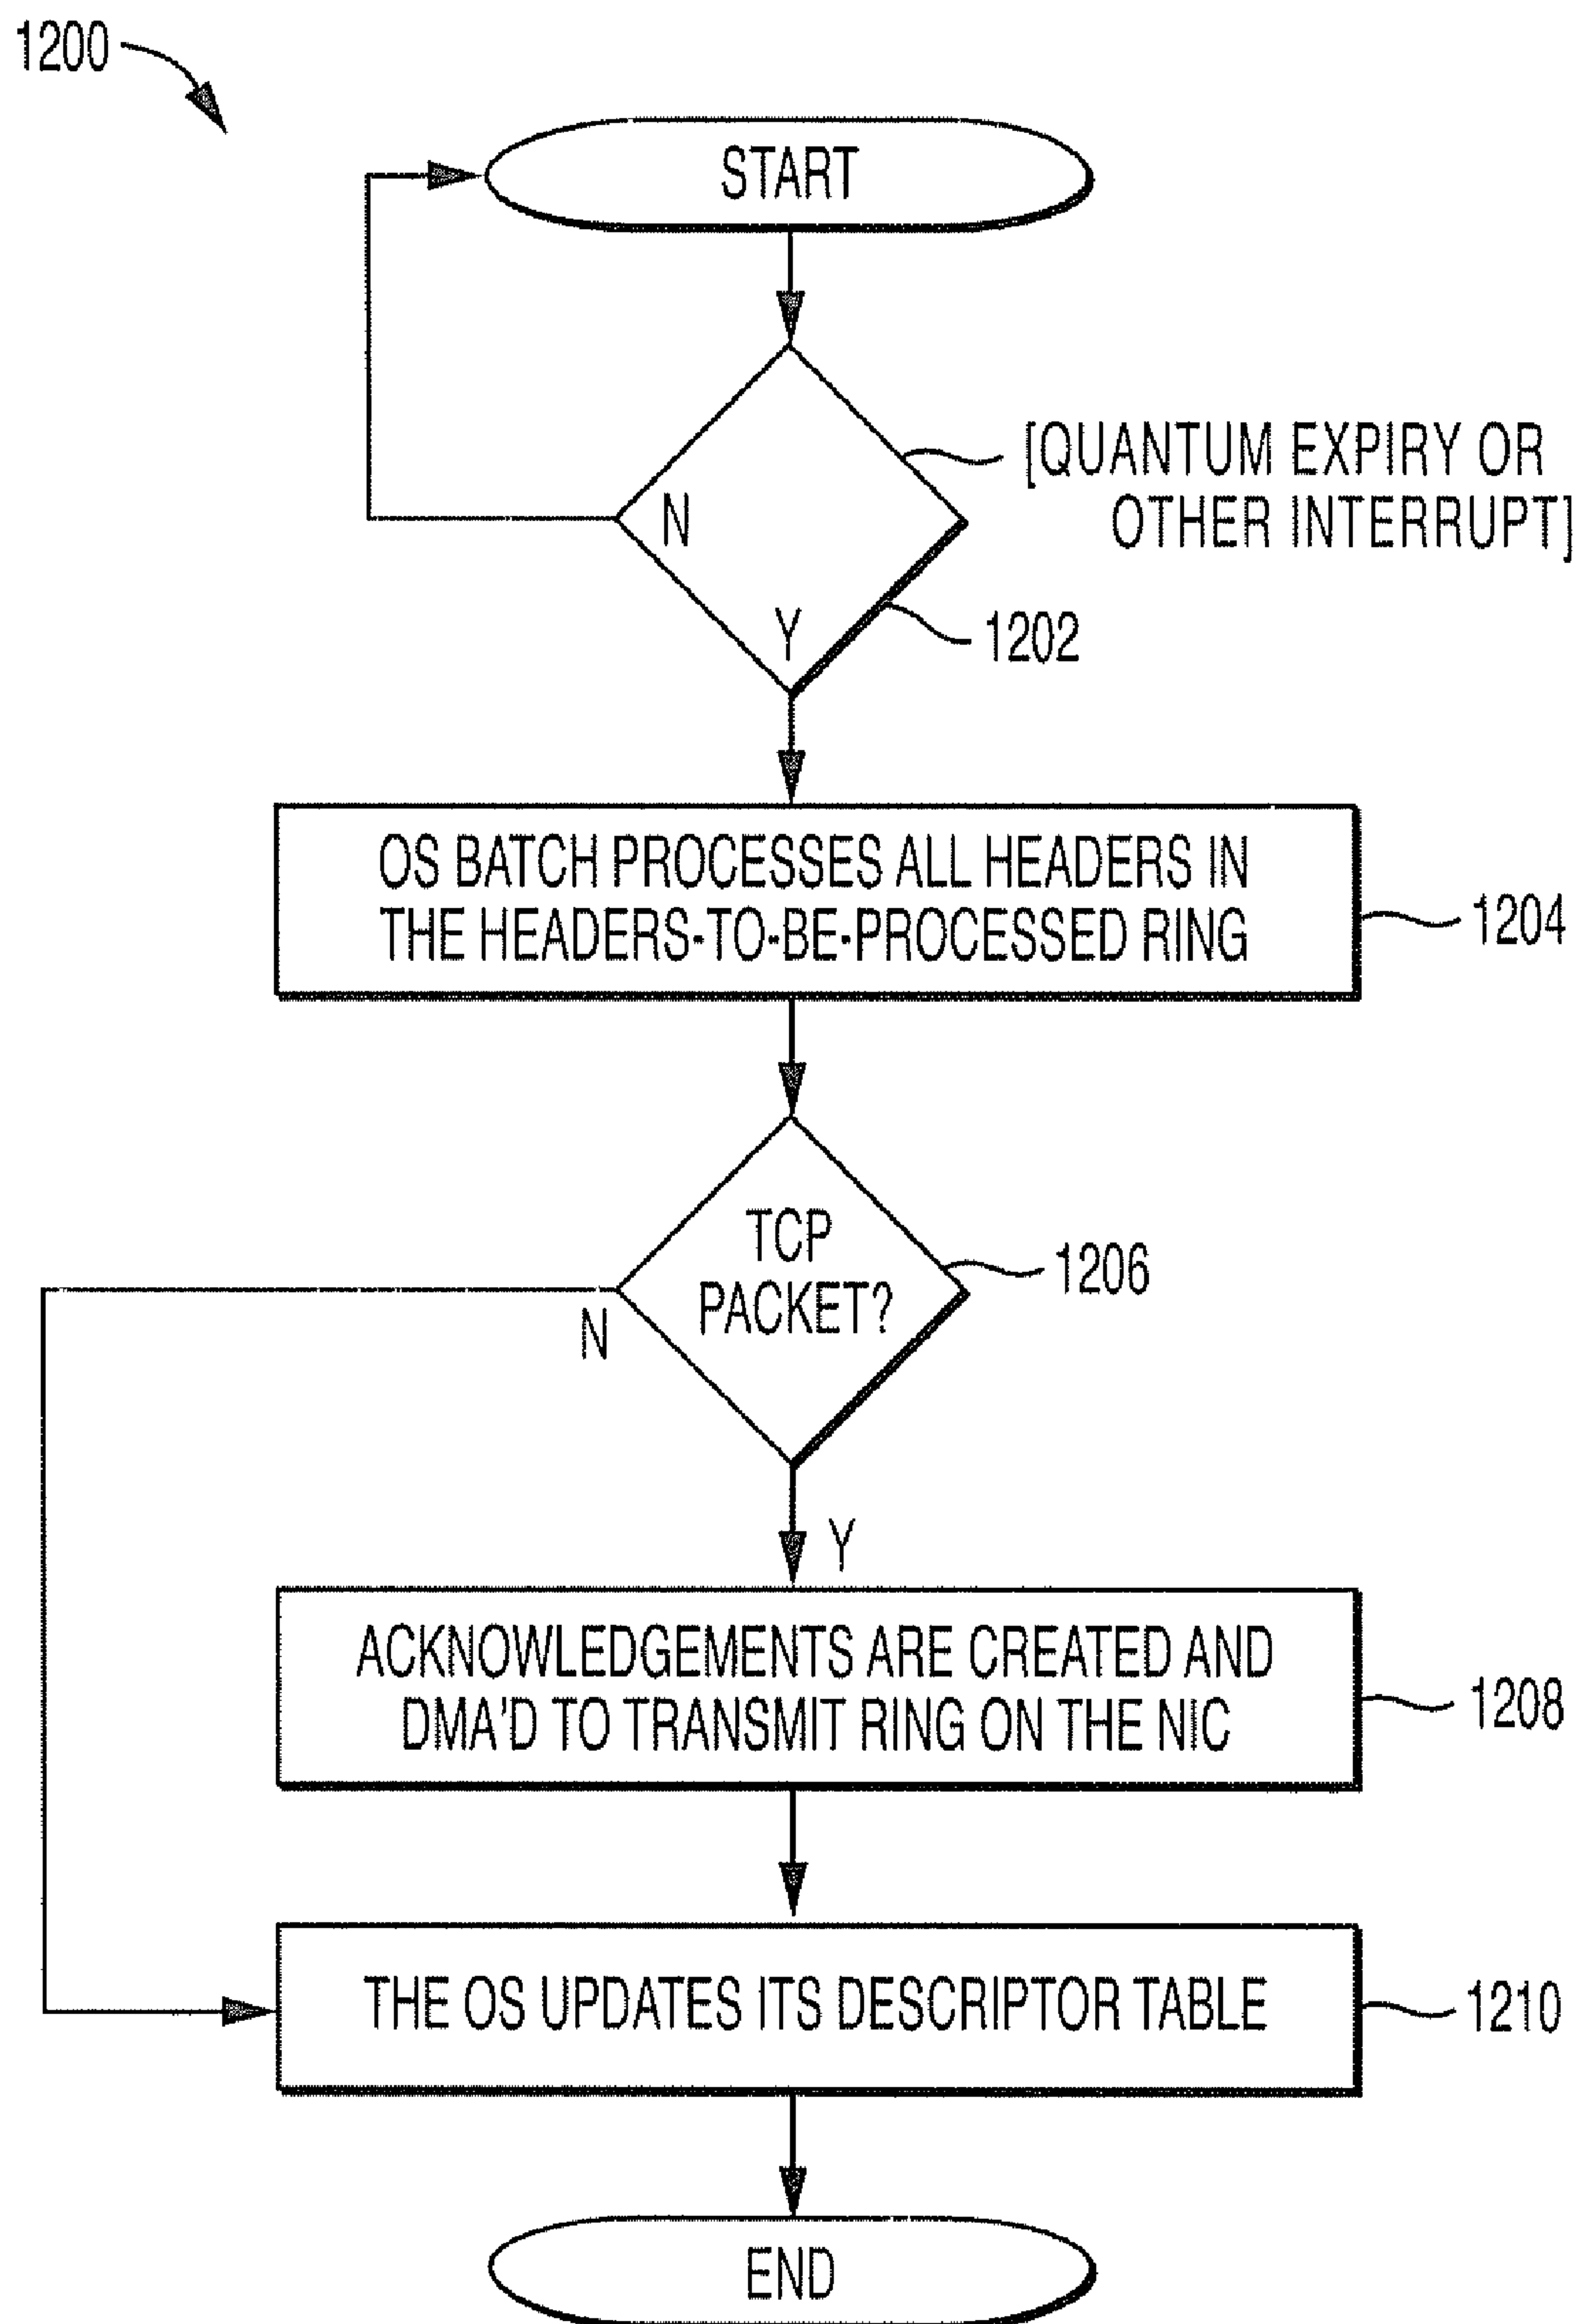 1200
START
[QUANTUM EXPIRY OR
OTHER INTERRUPT]
N
Y
1202
OS BATCH PROCESSES ALL HEADERS IN
THE HEADERS-TO-BE-PROCESSED RING
1204
TCP
PACKET?
1206
N
Y
ACKNOWLEDGEMENTS ARE CREATED AND
DMA'D TO TRANSMIT RING ON THE NIC
1208
THE OS UPDATES ITS DESCRIPTOR TABLE
1210
END